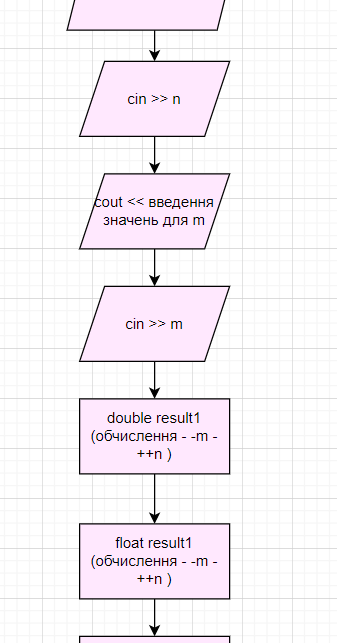 cin >> n
cout << введення
значень для m
cin >> m
double result1
(обчислення - -m -
++n )
float result1
(обчислення - -m -
++n )